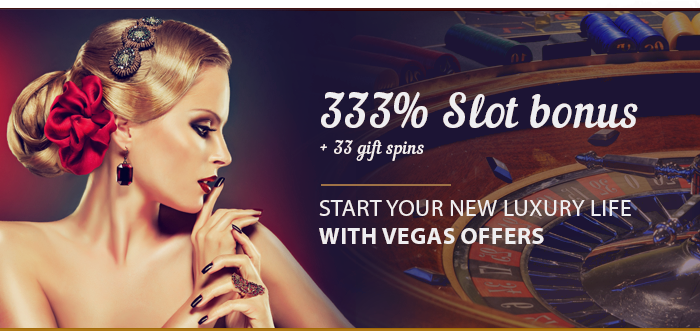 333% Slot bonus
+ 33 gift spins
START YOUR NEW LUXURY LIFE
WITH VEGAS OFFERS